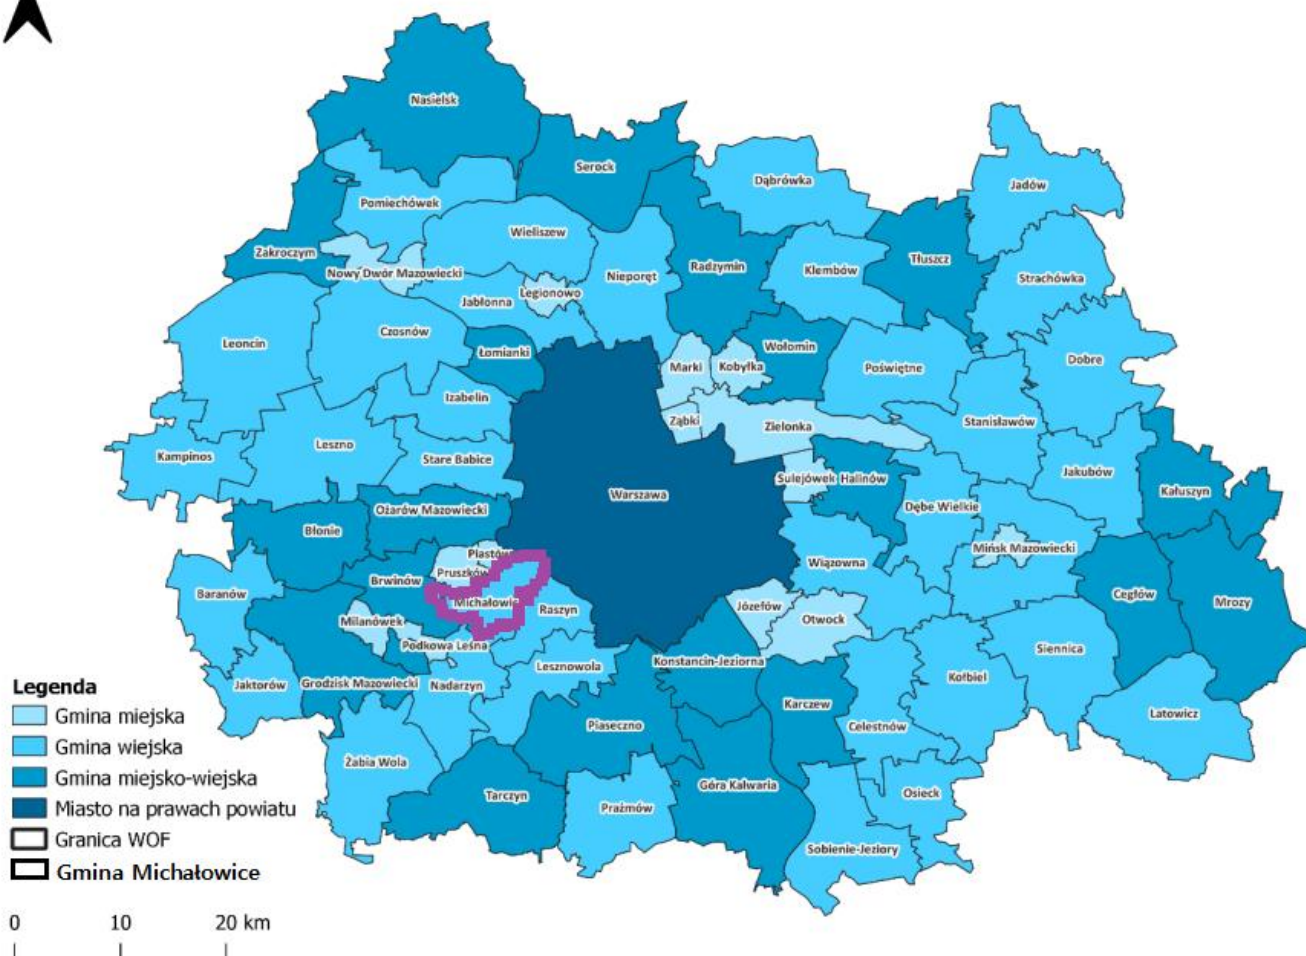 Nasielsk
Serock
Dąbrówka
Jadów
Pomiechówek
Wieliszew
Zakroczym
Nowy Dwór Mazowiecki
Nieporęt
Radzymin
Klembów
Tłuszcz
Strachówka
Jabłonna
Legionowo
Leoncin
Czosnów
Łomianki
Wołomin
Marki
Kobyłka
Poświętne
Dobre
Izabelin
Ząbki
Zielonka
Stanisławów
Leszno
Kampinos
Stare Babice
Warszawa
Sulejówek
Halinów
Jakubów
Kałuszyn
Dębe Wielkie
Ożarów Mazowiecki
Błonie
Piastów
Mińsk Mazowiecki
Pruszków
Wiązowna
Brwinów
Baranów
Michałowic
Raszyn
Józefów
Otwock
Cegłów
Mrozy
Milanówek
Podkowa Leśna
Siennica
Lesznowola
Konstancin-Jeziorna
Kołbiel
Jaktorów
Grodzisk Mazowiecki
Nadarzyn
Karczew
Celestnów
Latowicz
Piaseczno
Żabia Wola
Góra Kalwaria
Osieck
Tarczyn
Prażmów
Sobienie-Jeziory
Legenda
Gmina miejska
Gmina wiejska
Gmina miejsko-wiejska
Miasto na prawach powiatu
Granica WOF
Gmina Michałowice
0 10 20 km